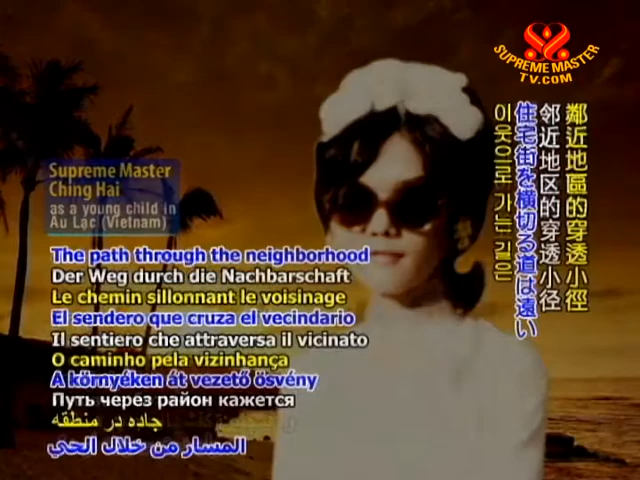 SUPREME MASTER
TV.COM
Supreme Master
Ching Hai
as a young child in
Âu Lạc (Vietnam)
The path through the neighborhood
Der Weg durch die Nachbarschaft
Le chemin sillonnant le voisinage
El sendero que cruza el vecindario
Il sentiero che attraversa il vicinato
O caminho pela vizinhança
A környéken át vezető ösvény
Путь через район кажется
جاده در منطقه
المسار من خلال الحي
鄰近地區的穿透小徑
邻近地区的穿透小径
住宅街を横切る道は遠い
이웃으로 가는 길은